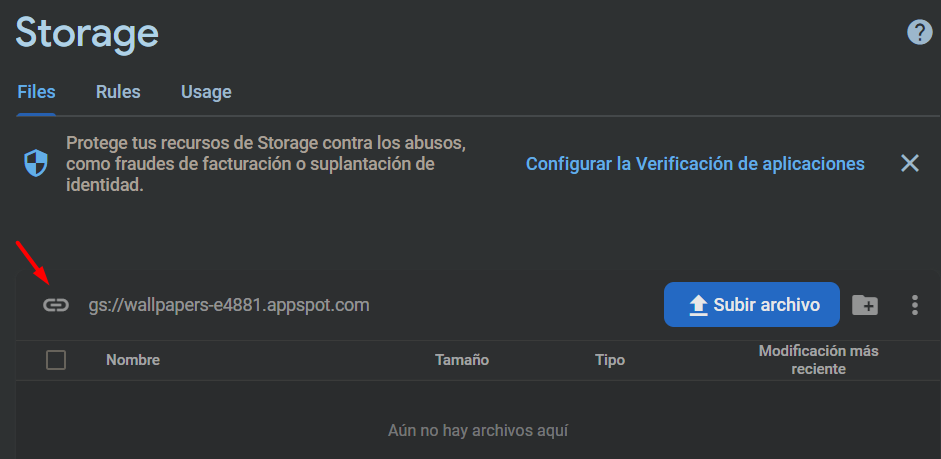 Storage
Files Rules Usage
Protege tus recursos de Storage contra los abusos,
como fraudes de facturación o suplantación de
identidad.
Configurar la Verificación de aplicaciones
gs://wallpapers-e4881.appspot.com
Subir archivo
Nombre Tamaño Tipo Modificación más
reciente
Aún no hay archivos aquí